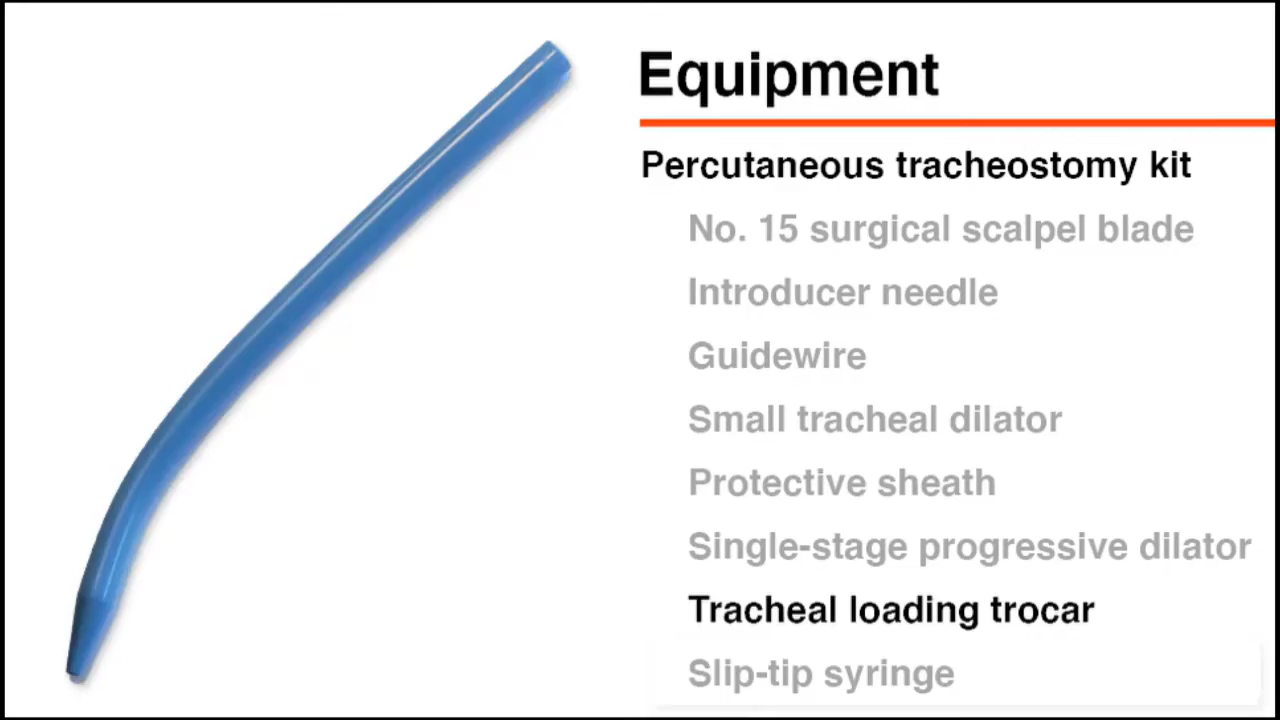 Equipment
Percutaneous tracheostomy kit
No. 15 surgical scalpel blade
Introducer needle
Guidewire
Small tracheal dilator
Protective sheath
Single-stage progressive dilator
Tracheal loading trocar
Slip-tip syringe